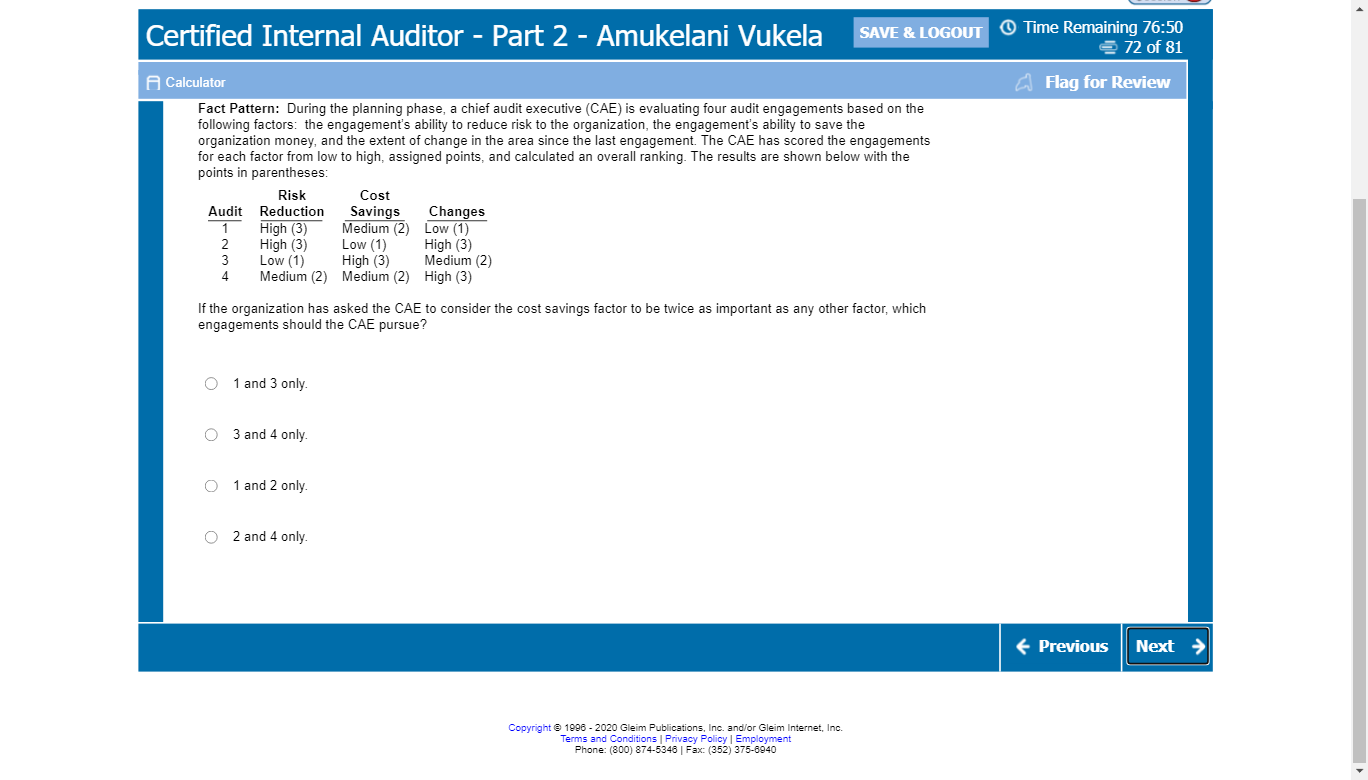 Certified Internal Auditor - Part 2 - Amukelani Vukela
SAVE & LOGOUT
Time Remaining 76:50
72 of 81
Calculator
Flag for Review
Fact Pattern: During the planning phase, a chief audit executive (CAE) is evaluating four audit engagements based on the
following factors: the engagement's ability to reduce risk to the organization, the engagement's ability to save the
organization money, and the extent of change in the area since the last engagement. The CAE has scored the engagements
for each factor from low to high, assigned points, and calculated an overall ranking. The results are shown below with the
points in parentheses:
Risk Cost
Audit Reduction Savings Changes
1 High (3) Medium (2) Low (1)
2 High (3) Low (1) High (3)
3 Low (1) High (3) Medium (2)
4 Medium (2) Medium (2) High (3)
If the organization has asked the CAE to consider the cost savings factor to be twice as important as any other factor, which
engagements should the CAE pursue?
1 and 3 only.
3 and 4 only.
1 and 2 only.
2 and 4 only.
Previous
Next
Copyright © 1996 - 2020 Gleim Publications, Inc. and/or Gleim Internet, Inc.
Terms and Conditions | Privacy Policy | Employment
Phone: (800) 874-5346 | Fax: (352) 375-6940